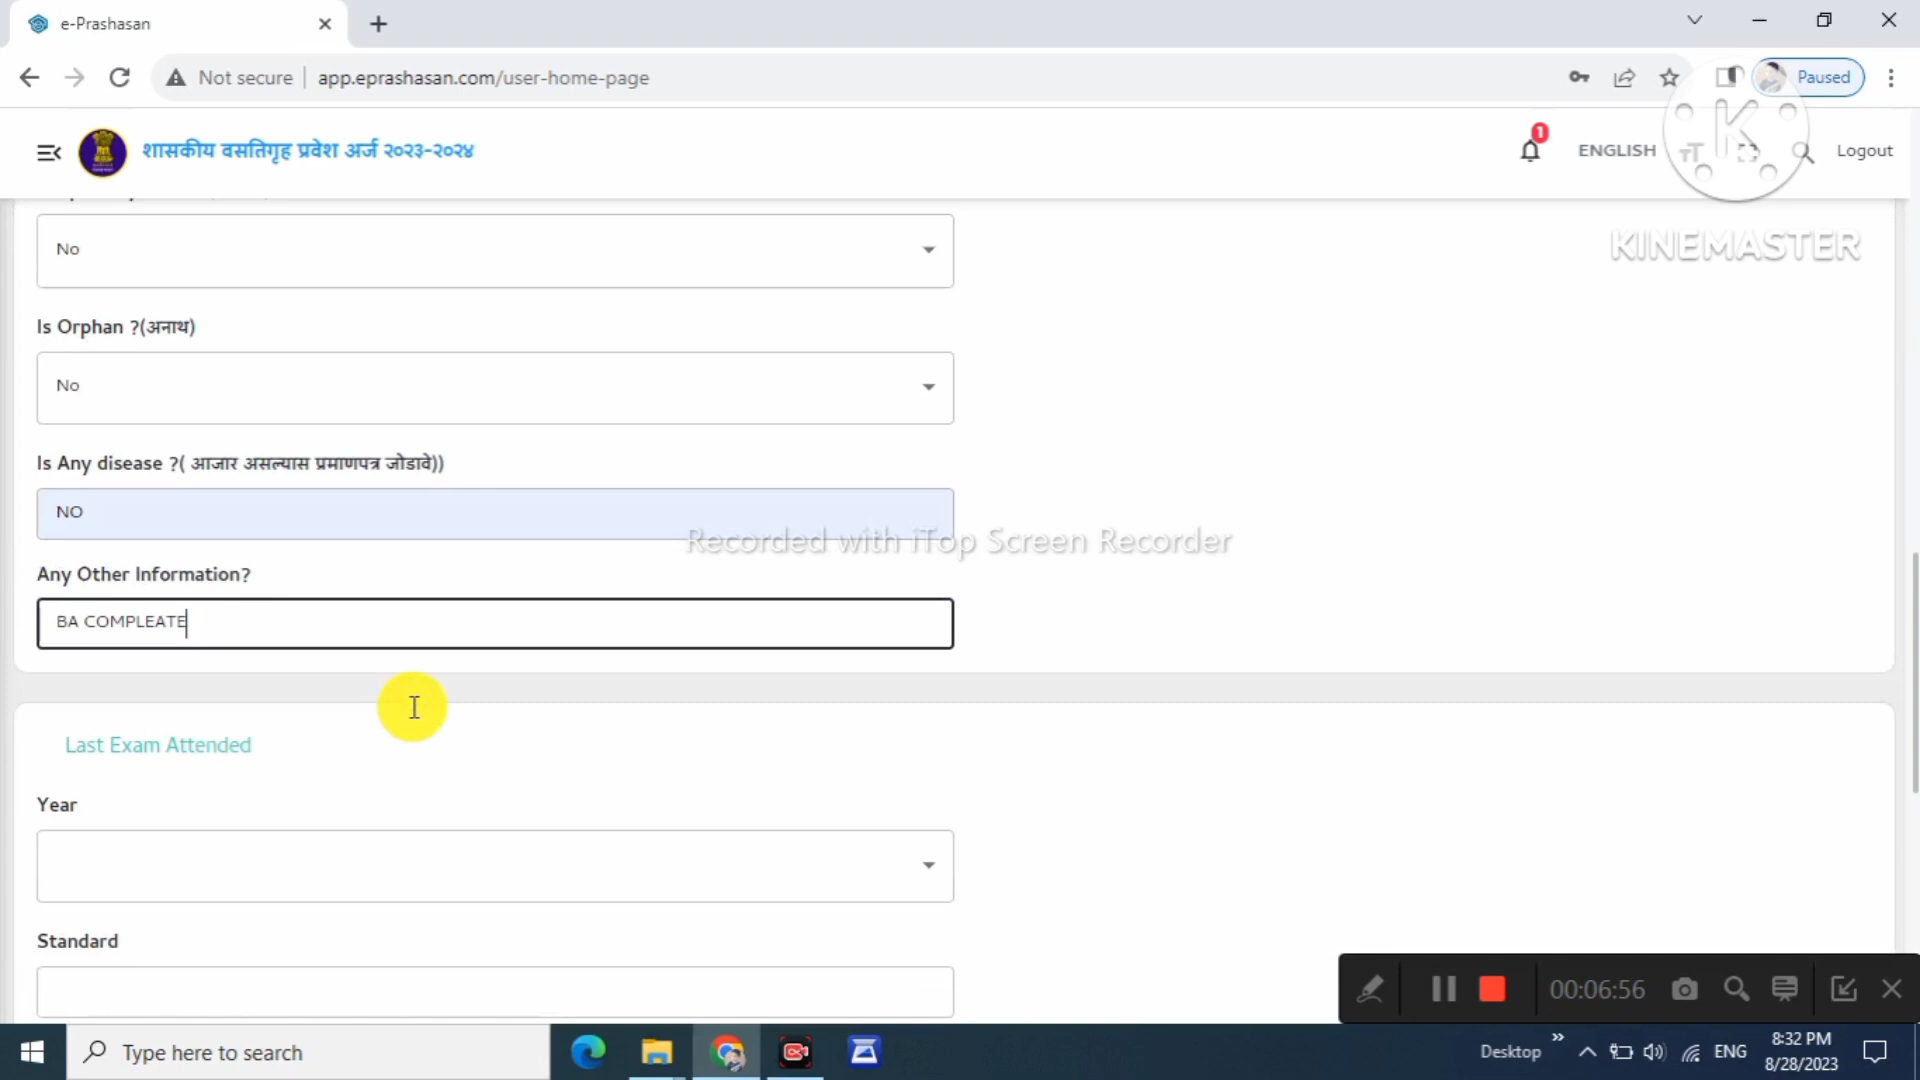 e-Prashasan
Not secure app.eprashasan.com/user-home-page Paused
शासकीय वसतिगृह प्रवेश अर्ज २०२३-२०२४ 1 ENGLISH тT K Logout
KINEMASTER
No
Is Orphan ?(अनाथ)
No
Is Any disease ?( आजार असल्यास प्रमाणपत्र जोडावे))
NO
Recorded with iTop Screen Recorder
Any Other Information?
BA COMPLEATE
Last Exam Attended
Year
Standard
00:06:56
Type here to search Desktop ENG 8:32 PM
8/28/2023